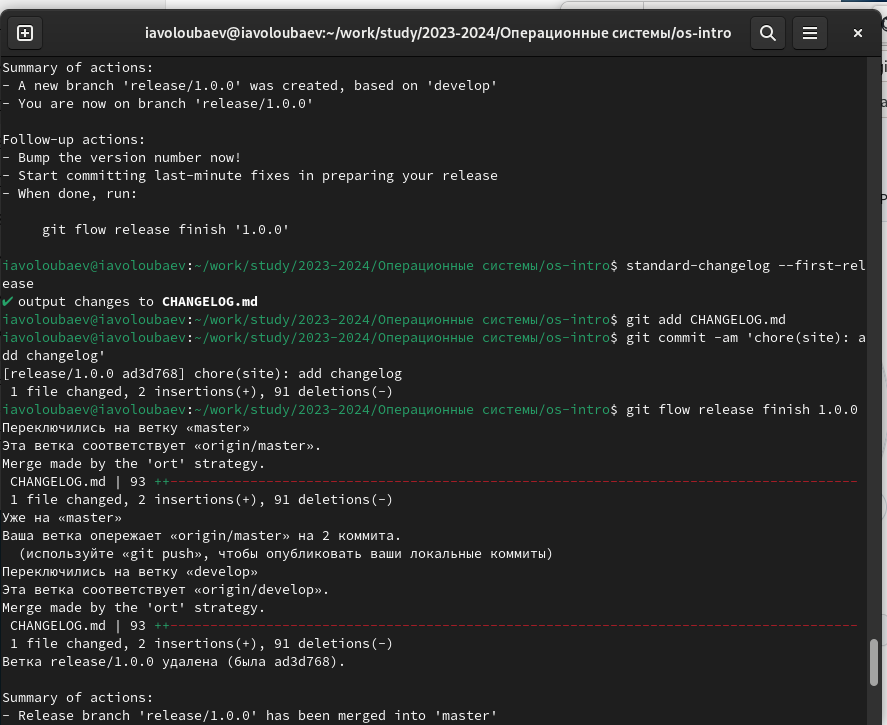 iavoloubaev@iavoloubaev:~/work/study/2023-2024/Операционные системы/os-intro
Summary of actions:
- A new branch 'release/1.0.0' was created, based on 'develop'
- You are now on branch 'release/1.0.0'
Follow-up actions:
- Bump the version number now!
- Start committing last-minute fixes in preparing your release
- When done, run:
git flow release finish '1.0.0'
iavoloubaev@iavoloubaev:~/work/study/2023-2024/Операционные системы/os-intro$ standard-changelog --first-rel
ease
✔ output changes to CHANGELOG.md
iavoloubaev@iavoloubaev:~/work/study/2023-2024/Операционные системы/os-intro$ git add CHANGELOG.md
iavoloubaev@iavoloubaev:~/work/study/2023-2024/Операционные системы/os-intro$ git commit -am 'chore(site): a
dd changelog'
[release/1.0.0 ad3d768] chore(site): add changelog
1 file changed, 2 insertions(+), 91 deletions(-)
iavoloubaev@iavoloubaev:~/work/study/2023-2024/Операционные системы/os-intro$ git flow release finish 1.0.0
Переключились на ветку «master»
Эта ветка соответствует «origin/master».
Merge made by the 'ort' strategy.
CHANGELOG.md | 93 ++---------------------------------------------------------------------------------------
1 file changed, 2 insertions(+), 91 deletions(-)
Уже на «master»
Ваша ветка опережает «origin/master» на 2 коммита.
(используйте «git push», чтобы опубликовать ваши локальные коммиты)
Переключились на ветку «develop»
Эта ветка соответствует «origin/develop».
Merge made by the 'ort' strategy.
CHANGELOG.md | 93 ++---------------------------------------------------------------------------------------
1 file changed, 2 insertions(+), 91 deletions(-)
Ветка release/1.0.0 удалена (была ad3d768).
Summary of actions:
- Release branch 'release/1.0.0' has been merged into 'master'